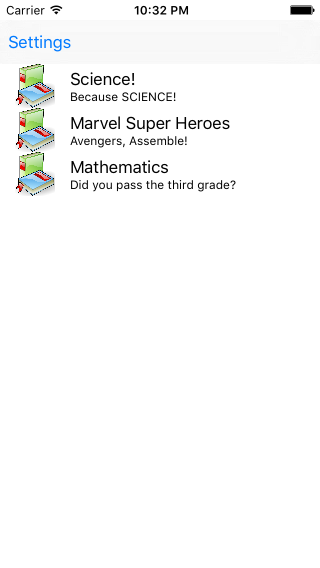 Carrier 10:32 PM
Settings
Science!
Because SCIENCE!
Marvel Super Heroes
Avengers, Assemble!
Mathematics
Did you pass the third grade?